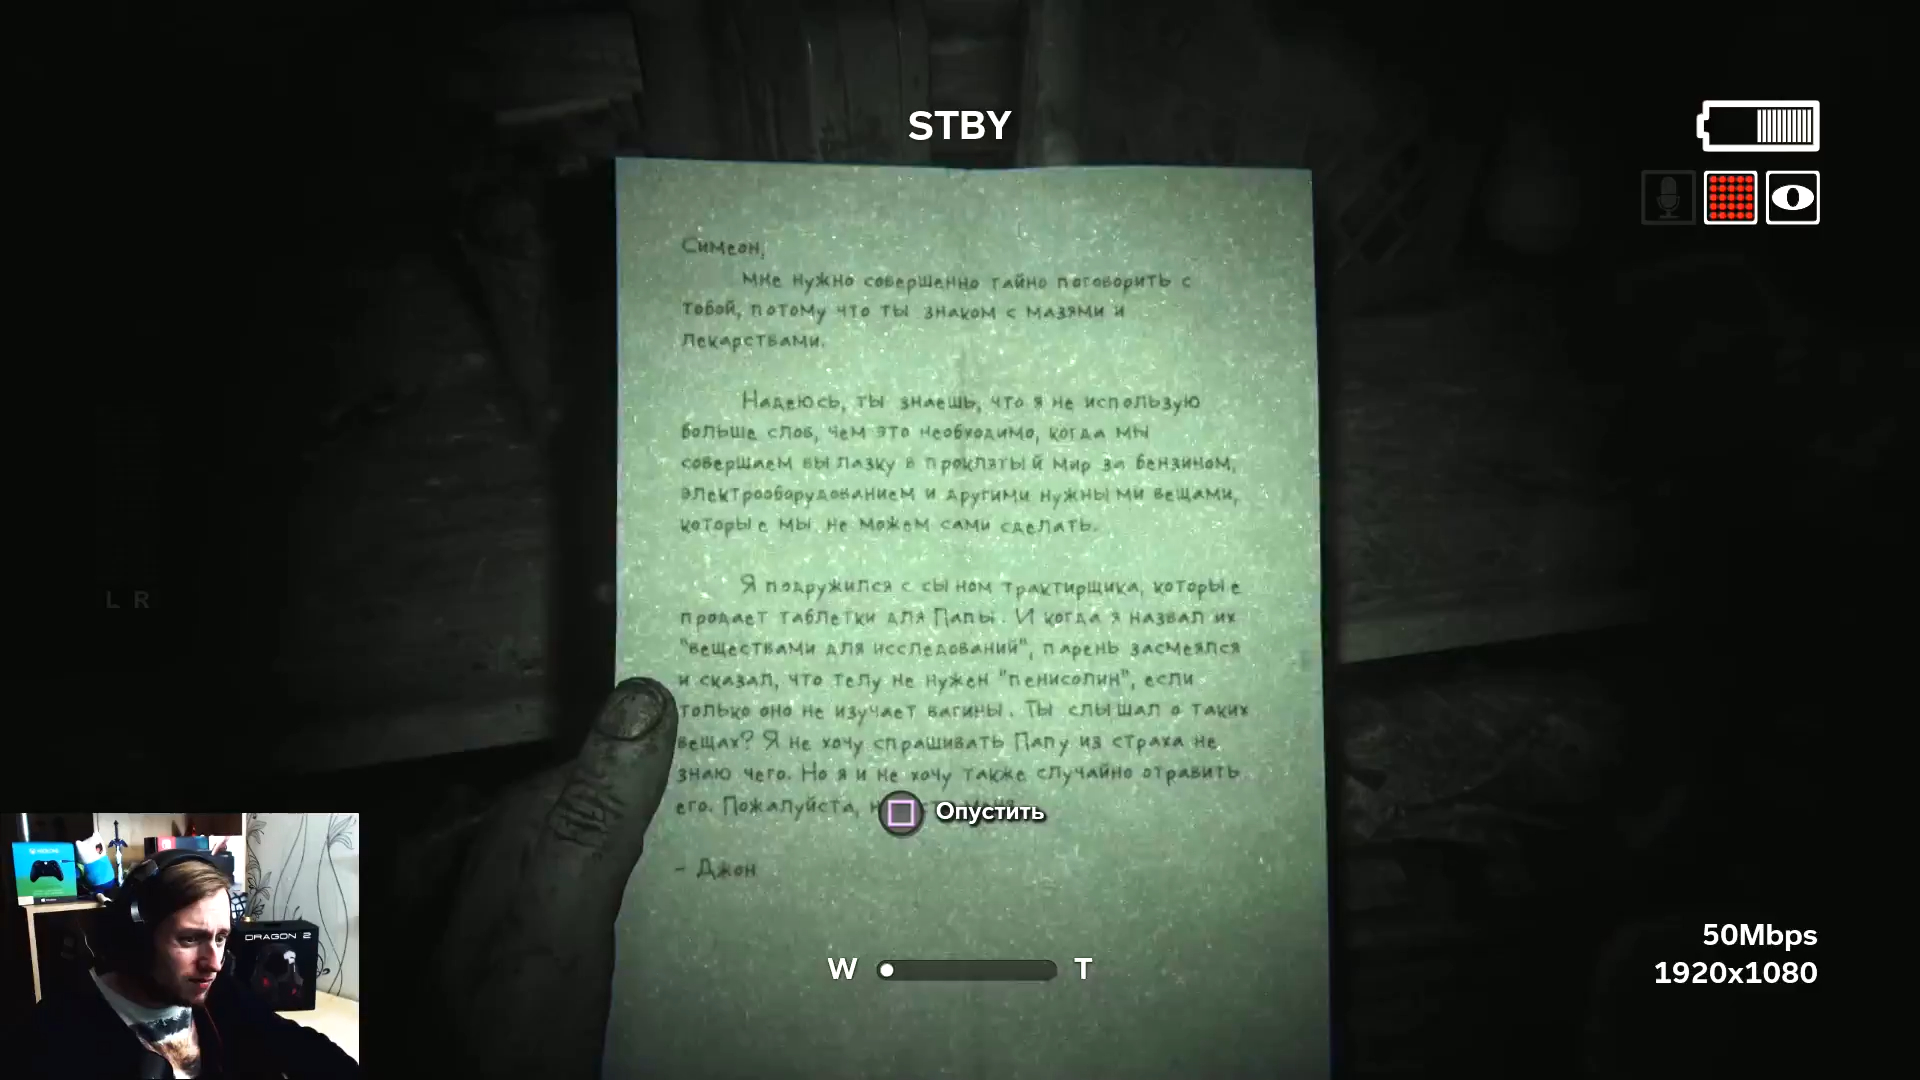 STBY
Симеон,
мне нужно совершенно тайно поговорить с
тобой, потому что ты знаком с мазями и
лекарствами.
Надеюсь, ты знаешь, что я не использую
больше слов, чем это необходимо, когда мы
совершаем вылазку в проклятый мир за бензином,
электрооборудованием и другими нужными вещами,
которые мы не можем сами сделать.
Я подружился с сыном трактирщика, которые
продает таблетки для Папы. И когда я назвал их
"веществами для исследований", парень засмеялся
и сказал, что телу не нужен "пенисолин", если
только оно не изучает вагины. Ты слышал о таких
вещах? Я не хочу спрашивать Папу из страха не
знаю чего. Но я и не хочу также случайно отравить
его. Пожалуйста,
Опустить
- Джон
L R
W T
50Mbps
1920x1080
DRAGON 2